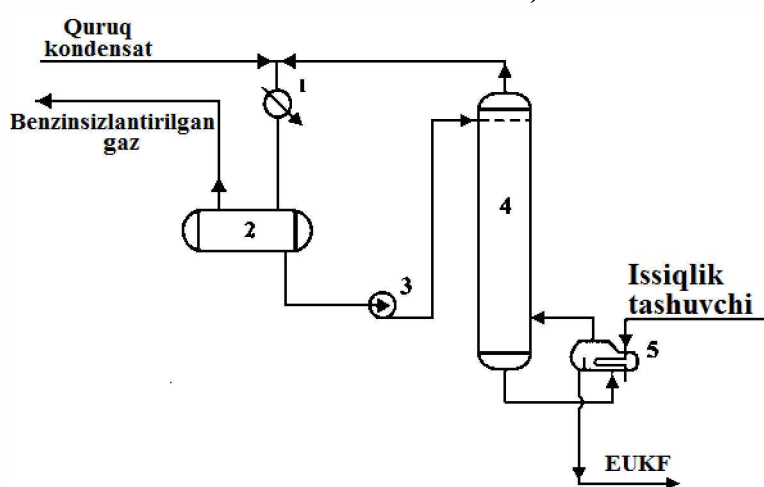 Quruq
kondensat
1
Benzinsizlantirilgan
gaz
2
4
3
Issiqlik
tashuvchi
5
EUKF